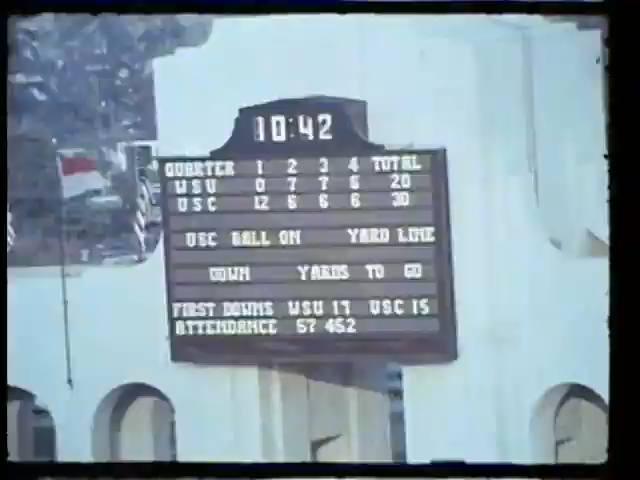 10:42
QUARTER 1 2 3 4 TOTAL
WSU 0 7 7 6 20
USC 12 6 6 6 30
USC BALL ON YARD LINE
DOWN YARDS TO GO
FIRST DOWNS WSU 17 USC 15
ATTENDANCE 57 452